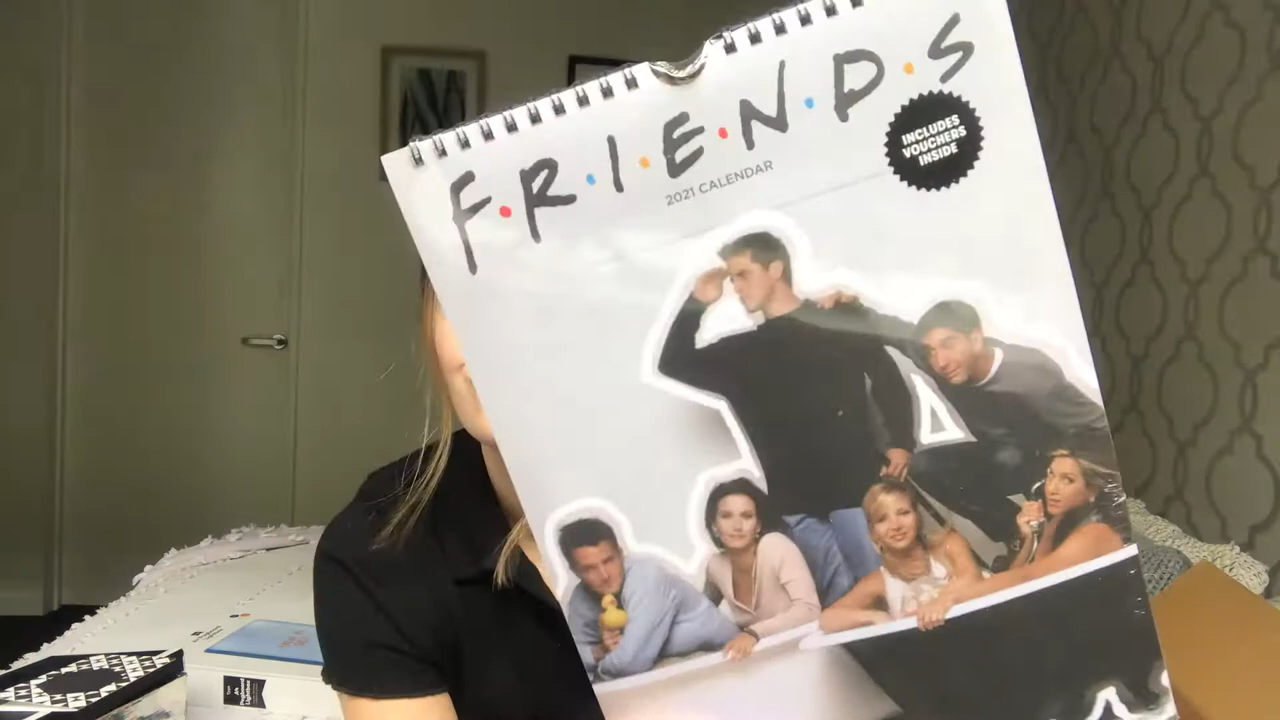 F·R·I·E·N·D·S
2021 CALENDAR
INCLUDES
VOUCHERS
INSIDE